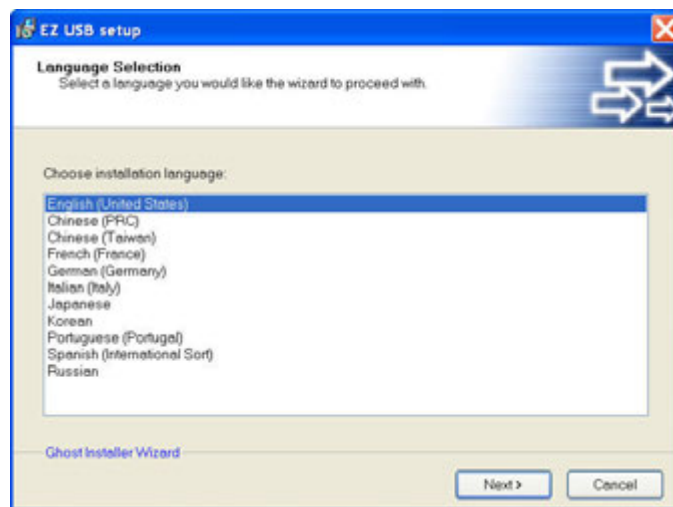 EZ USB setup
Language Selection
Select a language you would like the wizard to proceed with.
Choose installation language:
English (United States)
Chinese (PRC)
Chinese (Taiwan)
French (France)
German (Germany)
Italian (Italy)
Japanese
Korean
Portuguese (Portugal)
Spanish (International Sort)
Russian
Ghost Installer Wizard
Next >
Cancel